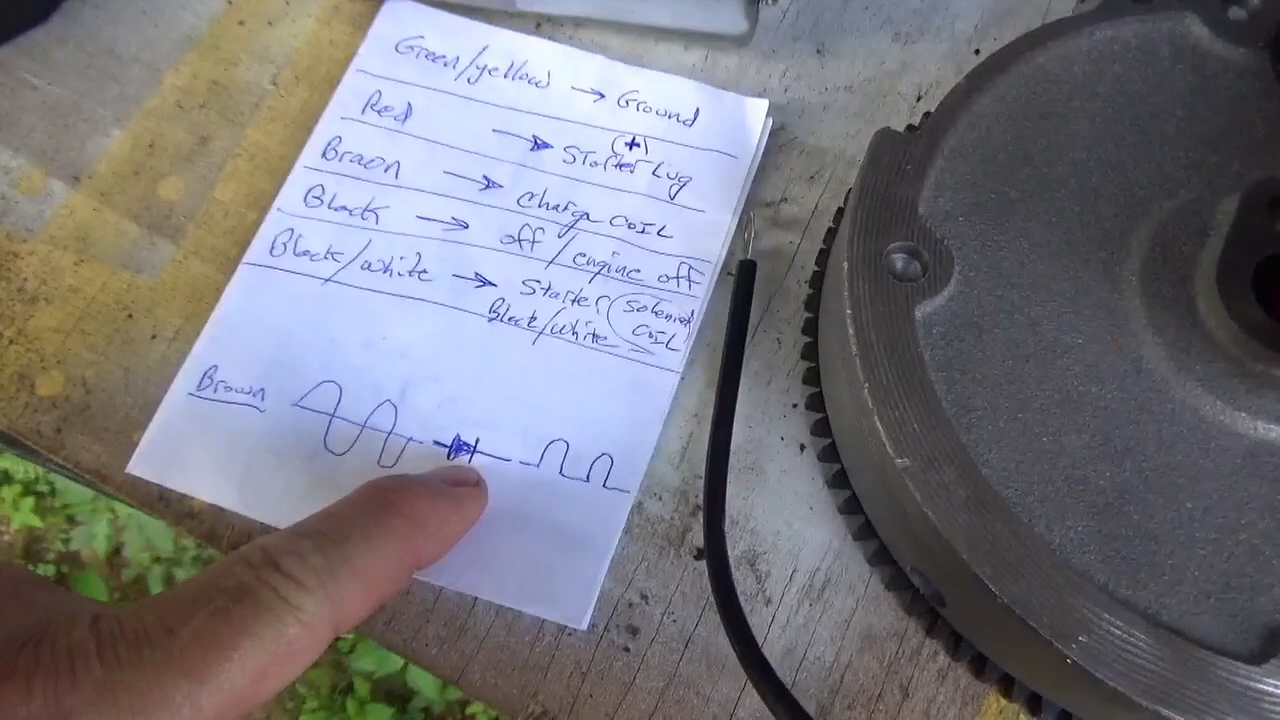 Green/yellow → Ground
Red → Starter Lug
(+)
Braon → Charge COIL
Black → off/engine off
Black/white → Starter (Solenoid COIL
Black/white
Brown